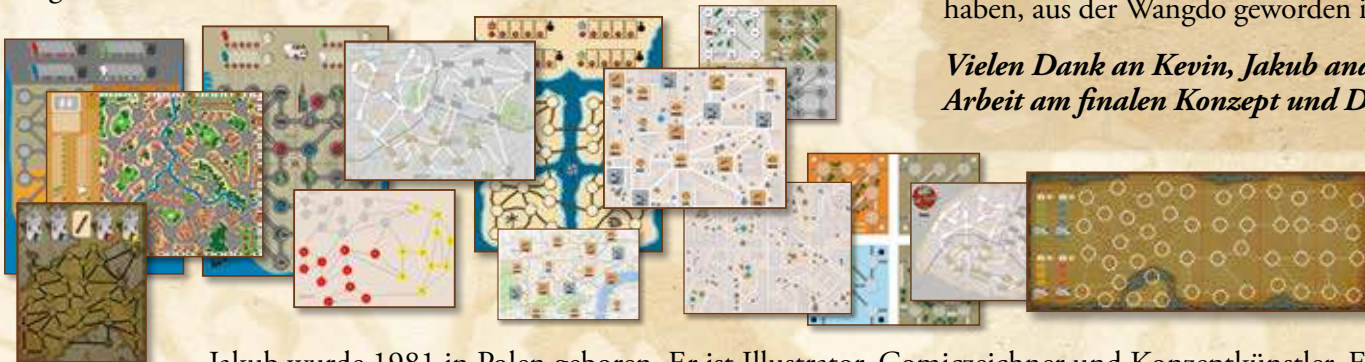 haben, aus der Wangdo geworden i
Vielen Dank an Kevin, Jakub and
Arbeit am finalen Konzept und D
Jakub wurde 1981 in Polen geboren. Er ist Illustrator, Comiczeichner und Konzeptkünstler. E